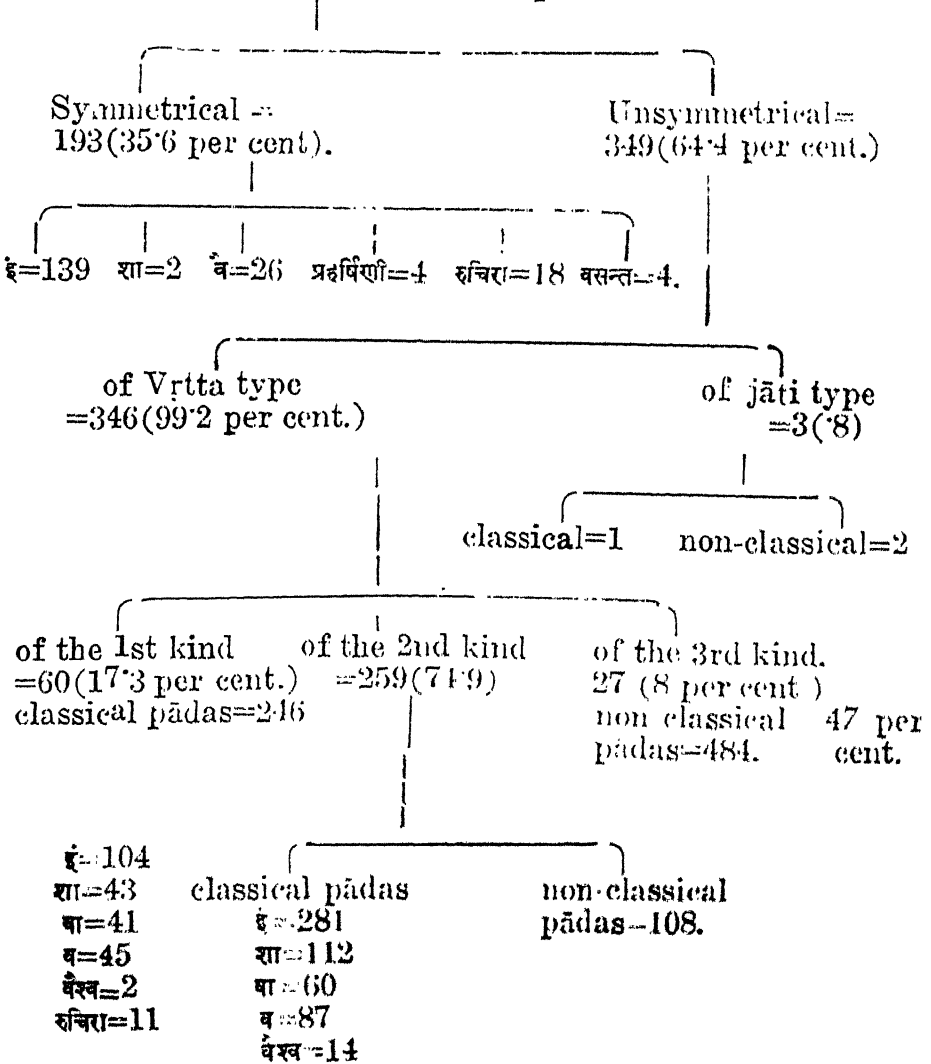 Symmetrical =
193(35·6 per cent).
Unsymmetrical=
349(64·4 per cent.)
इं=139 शा=2 वै=26 प्रहर्षिणी=4 रुचिरा=18 वसन्त=4.
of Vṛtta type
=346(99·2 per cent.)
of jāti type
=3(·8)
classical=1 non-classical=2
of the 1st kind
=60(17·3 per cent.)
classical pādas=246
of the 2nd kind
=259(74·9)
of the 3rd kind.
27 (8 per cent )
non classical 47 per
pādas=484. cent.
इं=104
शा=43
वा=41
व=45
वैश्व=2
रुचिरा=11
classical pādas
इं=281
शा=112
वा=60
व=87
वैश्व=14
non-classical
pādas=108.